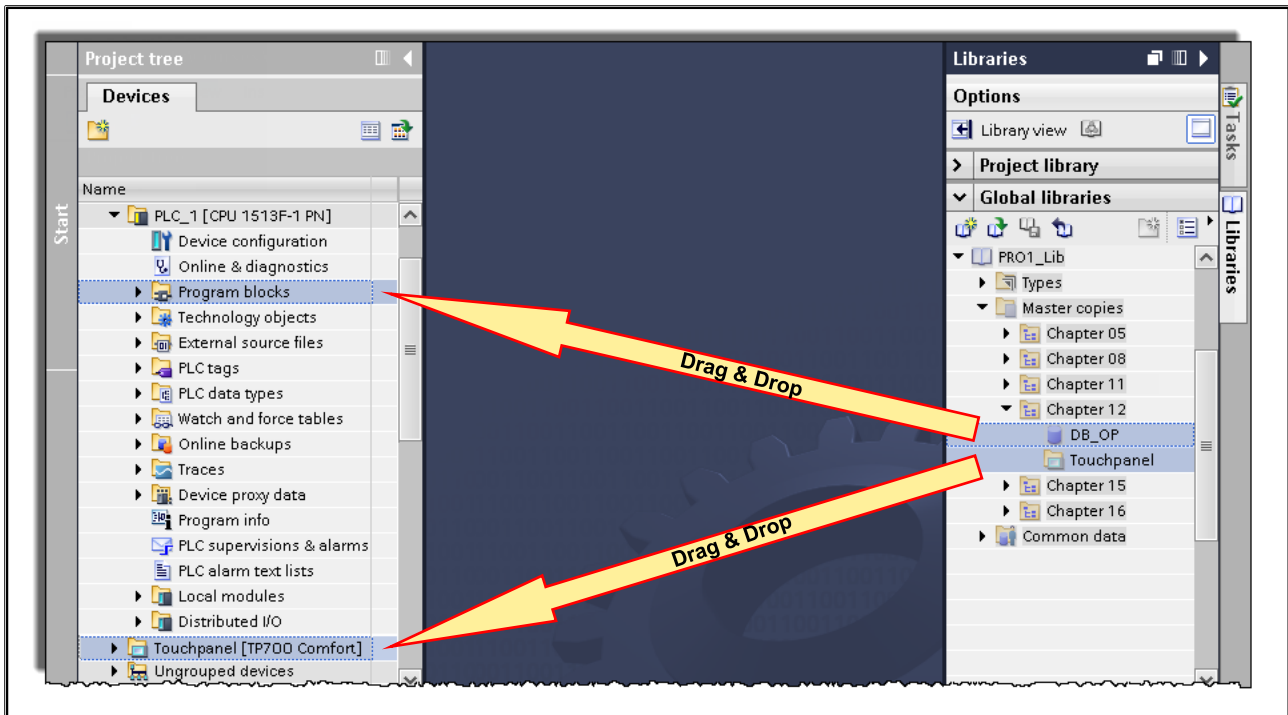 Project tree
Devices
Name
PLC_1 [CPU 1513F-1 PN]
Device configuration
Online & diagnostics
Program blocks
Technology objects
External source files
PLC tags
PLC data types
Watch and force tables
Online backups
Traces
Device proxy data
Program info
PLC supervisions & alarms
PLC alarm text lists
Local modules
Distributed I/O
Touchpanel [TP700 Comfort]
Ungrouped devices
Start
Drag & Drop
Drag & Drop
Libraries
Options
Library view
Project library
Global libraries
PRO1_Lib
Types
Master copies
Chapter 05
Chapter 08
Chapter 11
Chapter 12
DB_OP
Touchpanel
Chapter 15
Chapter 16
Common data
Tasks
Libraries